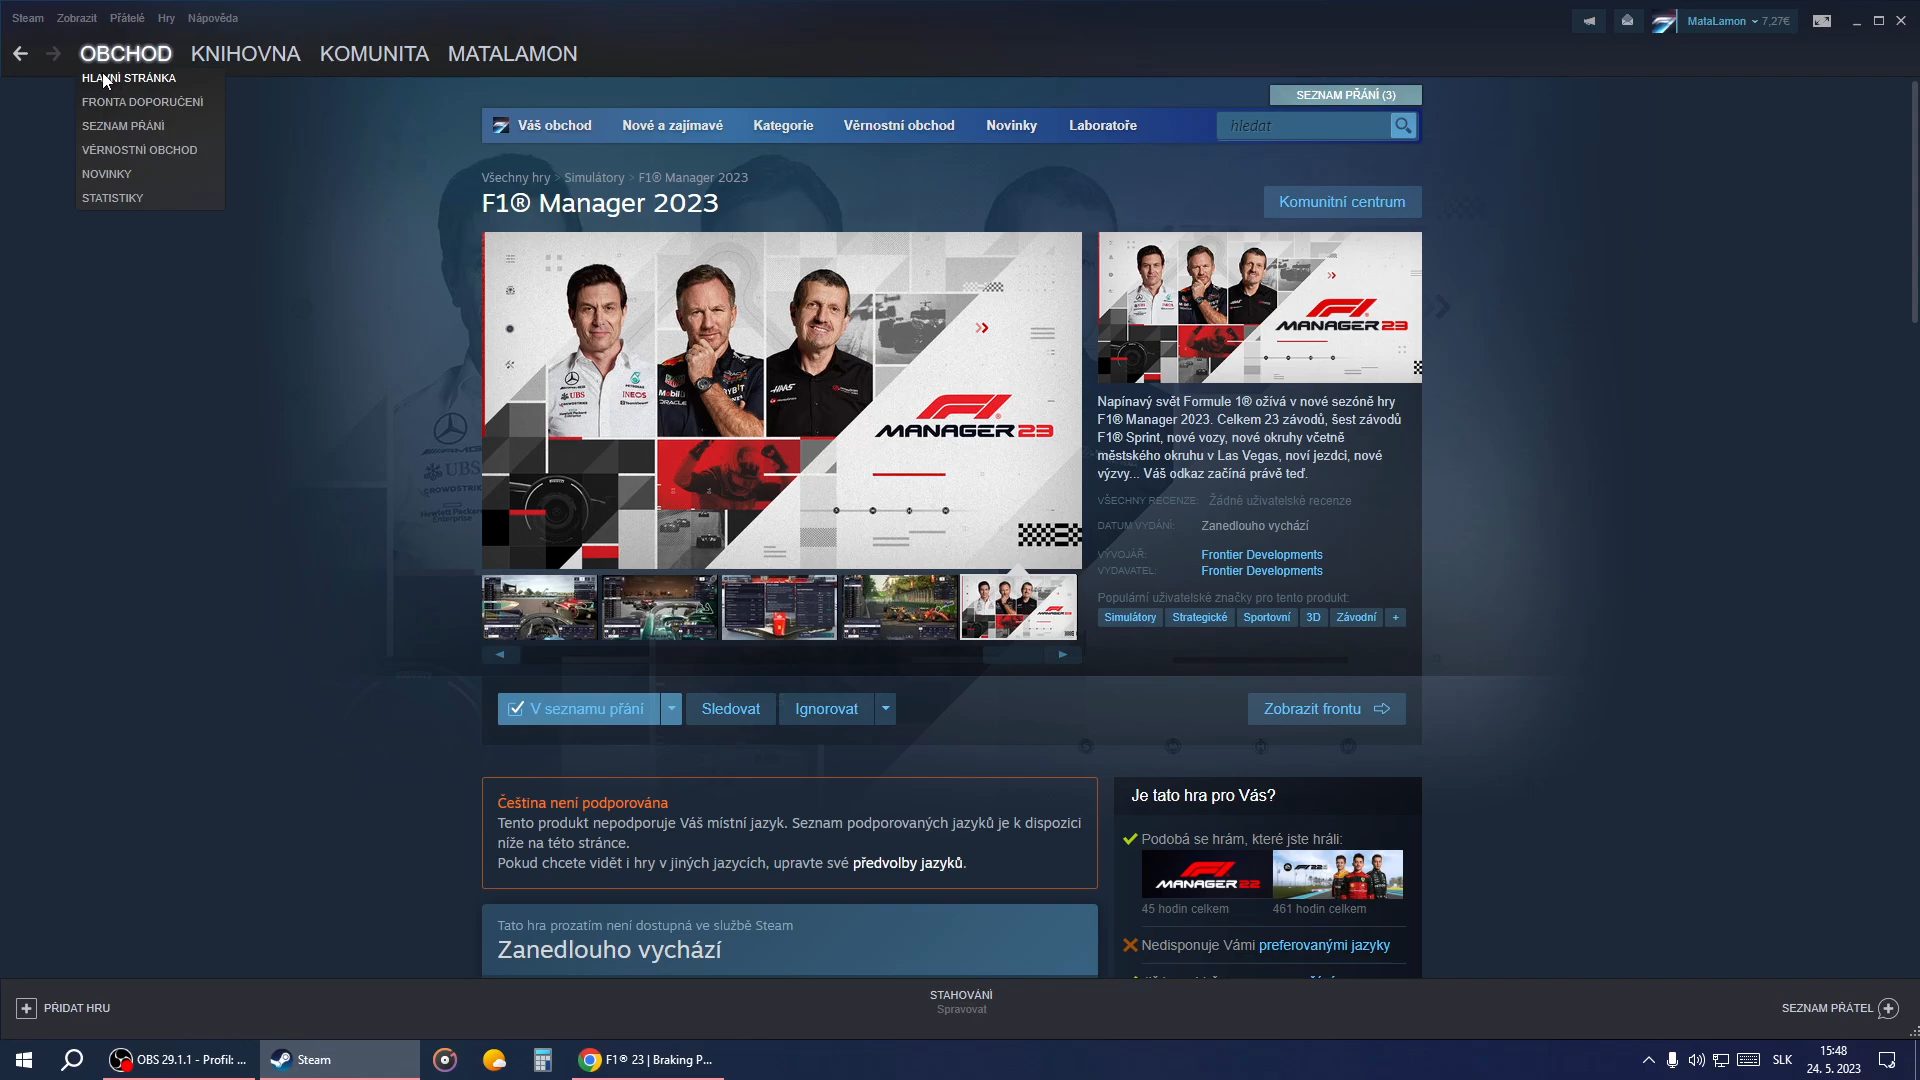 Steam Zobrazit Přátelé Hry Nápověda
MataLamon 7,27€
OBCHOD KNIHOVNA KOMUNITA MATALAMON
HLAVNÍ STRÁNKA
FRONTA DOPORUČENÍ
SEZNAM PŘÁNÍ
VĚRNOSTNÍ OBCHOD
NOVINKY
STATISTIKY
SEZNAM PŘÁNÍ (3)
Váš obchod Nové a zajímavé Kategorie Věrnostní obchod Novinky Laboratoře hledat
Všechny hry > Simulátory > F1® Manager 2023
F1® Manager 2023
Komunitní centrum
F1 MANAGER 23
F1 MANAGER 23
Napínavý svět Formule 1® ožívá v nové sezóně hry
F1® Manager 2023. Celkem 23 závodů, šest závodů
F1® Sprint, nové vozy, nové okruhy včetně
městského okruhu v Las Vegas, noví jezdci, nové
výzvy... Váš odkaz začíná právě teď.
VŠECHNY RECENZE: Žádné uživatelské recenze
DATUM VYDÁNÍ: Zanedlouho vychází
VÝVOJÁŘ: Frontier Developments
VYDAVATEL: Frontier Developments
Populární uživatelské značky pro tento produkt:
Simulátory Strategické Sportovní 3D Závodní +
V seznamu přání Sledovat Ignorovat Zobrazit frontu
Čeština není podporována
Tento produkt nepodporuje Váš místní jazyk. Seznam podporovaných jazyků je k dispozici
níže na této stránce.
Pokud chcete vidět i hry v jiných jazycích, upravte své předvolby jazyků.
Tato hra prozatím není dostupná ve službě Steam
Zanedlouho vychází
Je tato hra pro Vás?
Podobá se hrám, které jste hráli:
F1 MANAGER 22
45 hodin celkem 461 hodin celkem
Nedisponuje Vámi preferovanými jazyky
PŘIDAT HRU
STAHOVÁNÍ
Spravovat
SEZNAM PŘÁTEL
OBS 29.1.1 - Profil: ...
Steam
F1® 23 | Braking P...
SLK
15:48
24. 5. 2023